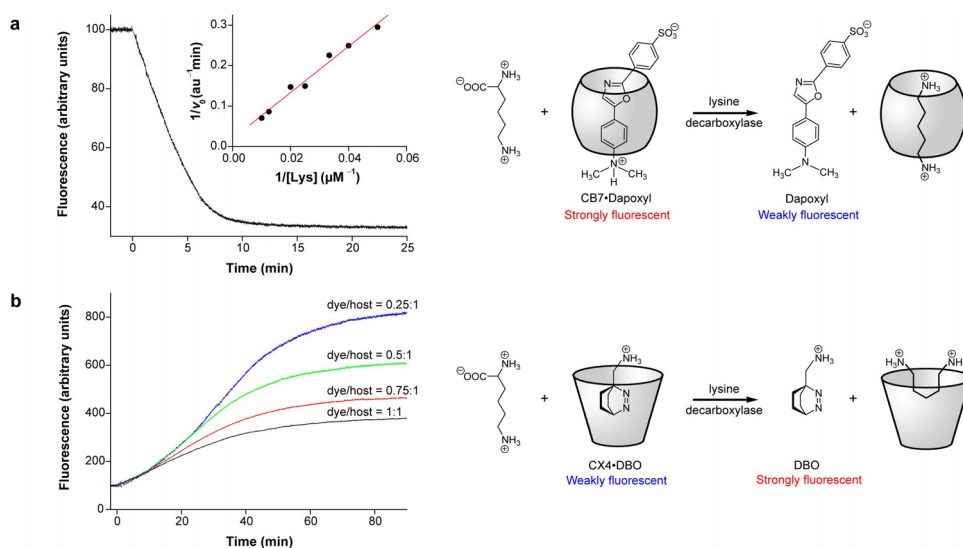 a
Fluorescence (arbitrary units)
100
80
60
40
0
5
10
15
20
25
Time (min)
1/v₀(au⁻¹min)
0.3
0.2
0.1
0.00
0.00
0.02
0.04
0.06
1/[Lys] (µM⁻¹)
⊖OOC
⊕
NH₃
NH₃
⊕
+
SO₃⊖
N
O
H₃C
N⊕
CH₃
H
CB7•Dapoxyl
Strongly fluorescent
lysine
decarboxylase
SO₃⊖
N
O
H₃C
N
CH₃
Dapoxyl
Weakly fluorescent
+
⊕
NH₃
NH₃
⊕
b
Fluorescence (arbitrary units)
800
600
400
200
0
0
20
40
60
80
Time (min)
dye/host = 0.25:1
dye/host = 0.5:1
dye/host = 0.75:1
dye/host = 1:1
⊖OOC
⊕
NH₃
NH₃
⊕
+
⊕
NH₃
N
N
CX4•DBO
Weakly fluorescent
lysine
decarboxylase
⊕
NH₃
N
N
DBO
Strongly fluorescent
+
⊕
H₃N
⊕
NH₃